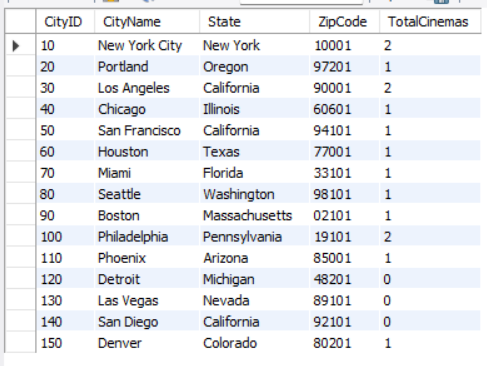 CityID CityName State ZipCode TotalCinemas
10 New York City New York 10001 2
20 Portland Oregon 97201 1
30 Los Angeles California 90001 2
40 Chicago Illinois 60601 1
50 San Francisco California 94101 1
60 Houston Texas 77001 1
70 Miami Florida 33101 1
80 Seattle Washington 98101 1
90 Boston Massachusetts 02101 1
100 Philadelphia Pennsylvania 19101 2
110 Phoenix Arizona 85001 1
120 Detroit Michigan 48201 0
130 Las Vegas Nevada 89101 0
140 San Diego California 92101 0
150 Denver Colorado 80201 1